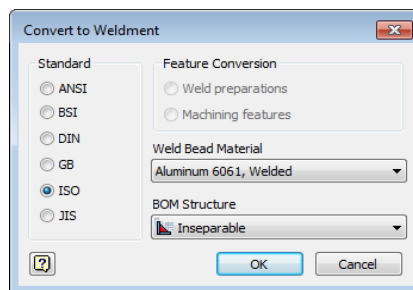 Convert to Weldment
Standard
ANSI
BSI
DIN
GB
ISO
JIS
Feature Conversion
Weld preparations
Machining features
Weld Bead Material
Aluminum 6061, Welded
BOM Structure
Inseparable
?
OK
Cancel